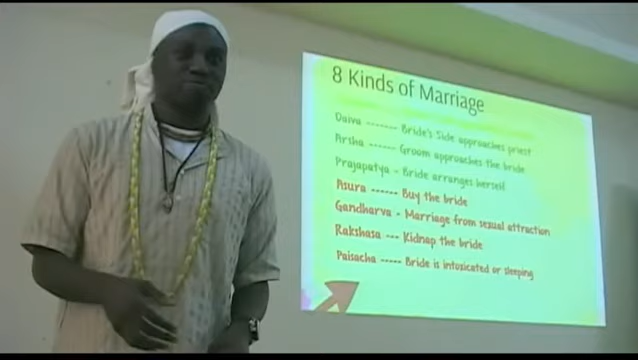 8 Kinds of Marriage
Daiva ------- Bride's Side approaches priest
Arsha ------ Groom approaches the bride
Prajapatya - Bride arranges herself
Asura ------ Buy the bride
Gandharva - Marriage from sexual attraction
Rakshasa --- Kidnap the bride
Paisacha ----- Bride is intoxicated or sleeping